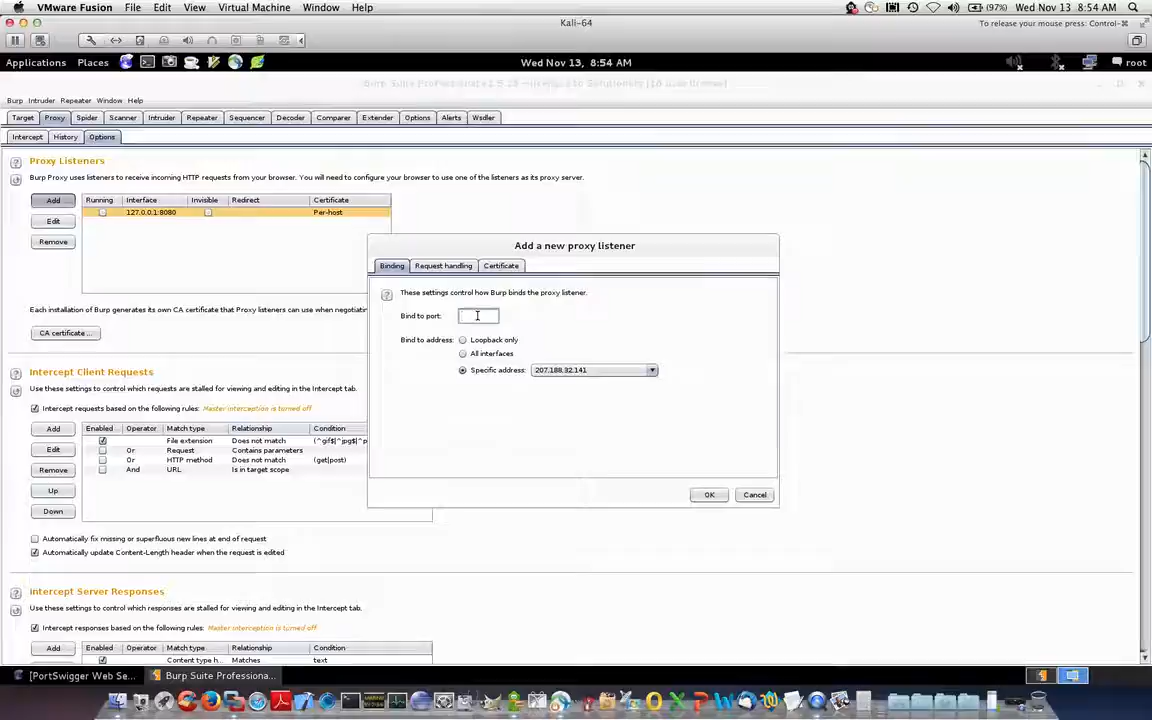 VMware Fusion File Edit View Virtual Machine Window Help (97%) Wed Nov 13 8:54 AM
Kali-64
To release your mouse press: Control-⌘
Applications Places Wed Nov 13, 8:54 AM root
Burp Intruder Repeater Window Help
Target Proxy Spider Scanner Intruder Repeater Sequencer Decoder Comparer Extender Options Alerts Wsdler
Intercept History Options
Proxy Listeners
Burp Proxy uses listeners to receive incoming HTTP requests from your browser. You will need to configure your browser to use one of the listeners as its proxy server.
Add Running Interface Invisible Redirect Certificate
127.0.0.1:8080 Per-host
Edit
Remove
Add a new proxy listener
Binding Request handling Certificate
These settings control how Burp binds the proxy listener.
Each installation of Burp generates its own CA certificate that Proxy listeners can use when negotiatin
Bind to port:
CA certificate ...
Bind to address: Loopback only
All interfaces
Specific address: 207.188.32.141
Intercept Client Requests
Use these settings to control which requests are stalled for viewing and editing in the Intercept tab.
Intercept requests based on the following rules: Master interception is turned off
Add Enabled Operator Match type Relationship Condition
File extension Does not match (^gif$|^jpg$|^p
Edit Or Request Contains parameters
Or HTTP method Does not match (get|post)
Remove And URL Is in target scope
Up
Down
OK Cancel
Automatically fix missing or superfluous new lines at end of request
Automatically update Content-Length header when the request is edited
Intercept Server Responses
Use these settings to control which responses are stalled for viewing and editing in the Intercept tab.
Intercept responses based on the following rules: Master interception is turned off
Add Enabled Operator Match type Relationship Condition
Content type h... Matches text
[PortSwigger Web Se... Burp Suite Professiona...